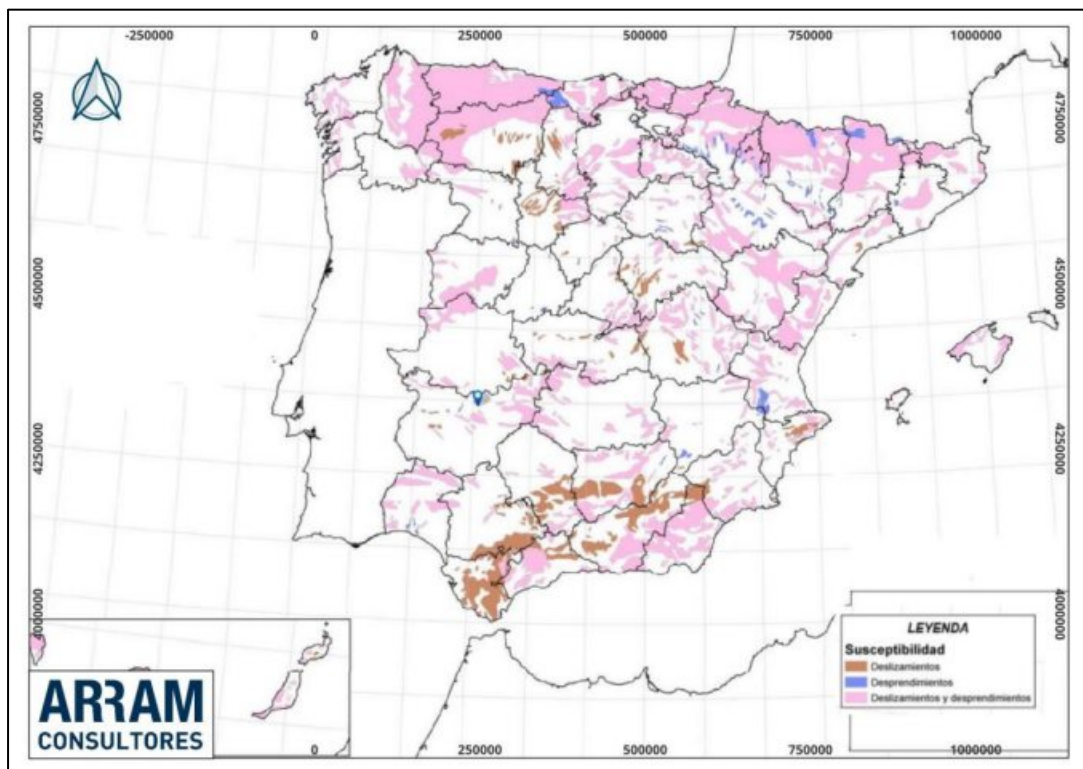 -250000 0 250000 500000 750000 1000000
4750000 4750000
4500000 4500000
4250000 4250000
4000000 4000000
LEYENDA
Susceptibilidad
Deslizamientos
Desprendimientos
Deslizamientos y desprendimientos
ARRAM
CONSULTORES
0 250000 500000 750000 1000000